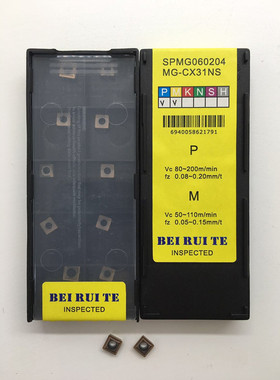 SPMG060204
MG-CX31NS
P M K N S H
V V
6940058621791
P
Vc 80~200m/min
fz 0.08~0.20mm/t
M
Vc 50~110m/min
fz 0.05~0.15mm/t
BEI RUI TE
INSPECTED
BEI RUI TE
INSPECTED